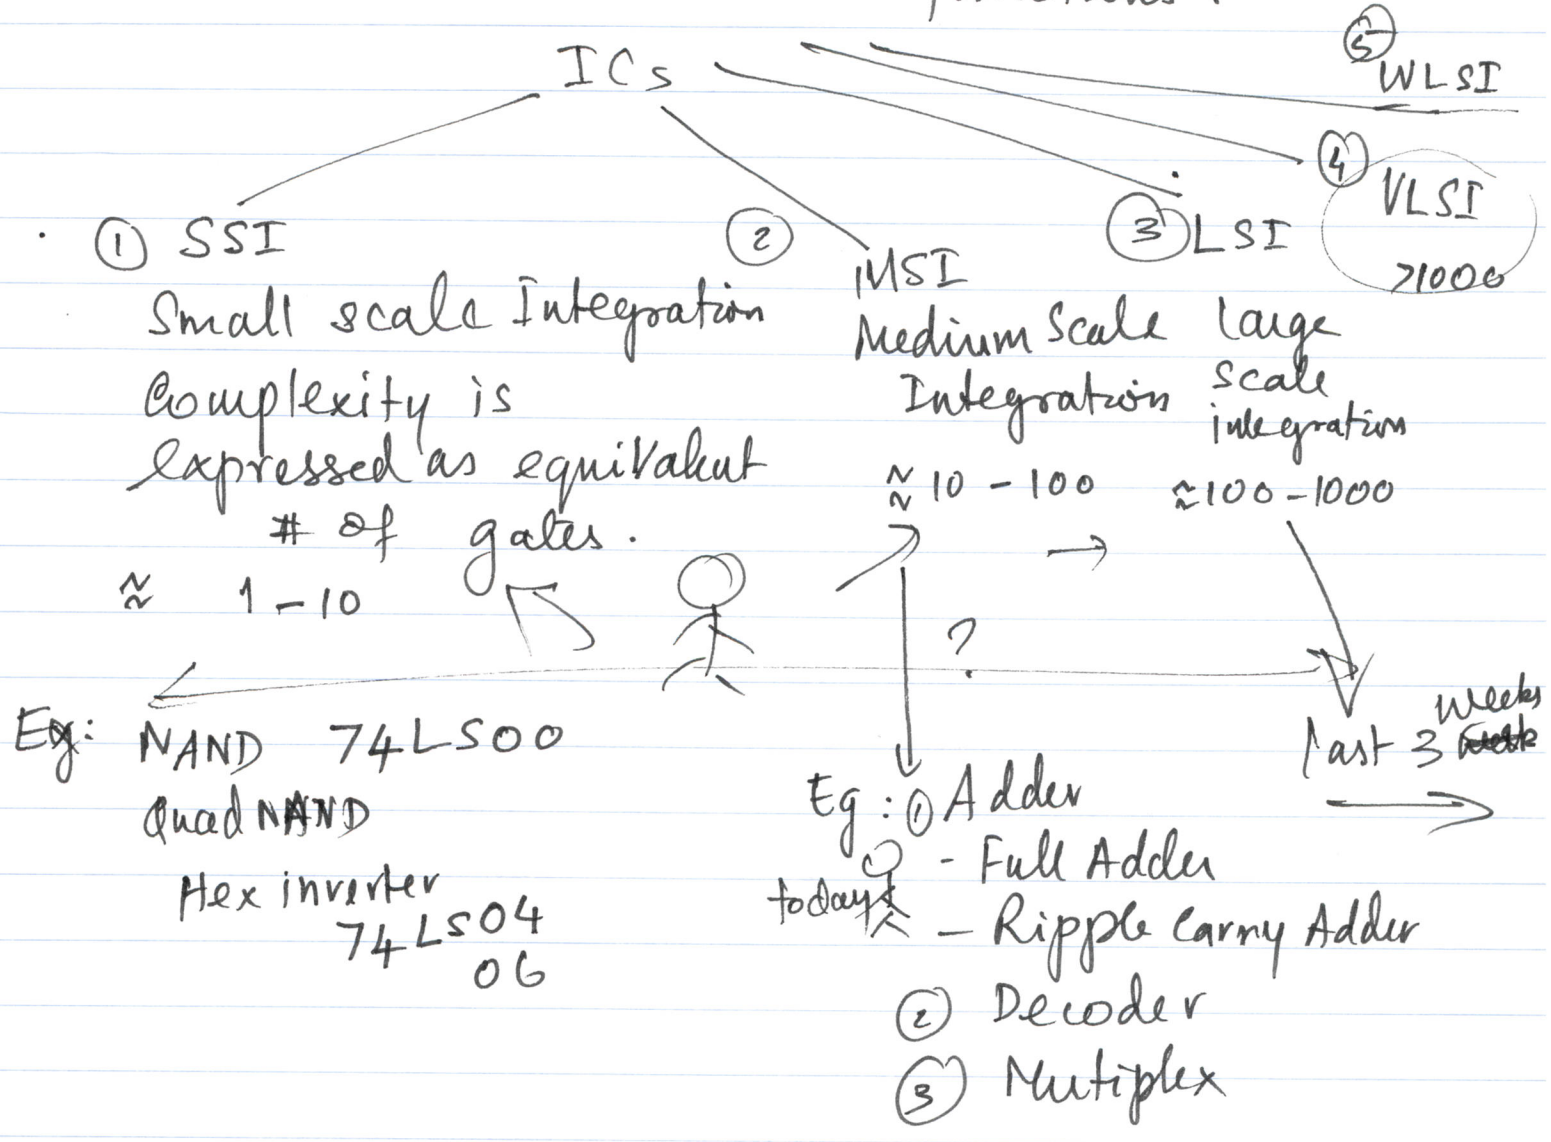 ICs
⑤ WLSI
④ VLSI
>1000
① SSI
Small scale Integration
Complexity is
expressed as equivalent
# of gates.
≈ 1-10
② MSI
Medium Scale
Integration
≈ 10 - 100
③ LSI
Large
scale
integration
≈ 100-1000
?
Eg: NAND 74LS00
Quad NAND
Hex inverter
74LS04
06
last 3 weeks
Eg: ① Adder
- Full Adder
today
- Ripple Carry Adder
② Decoder
③ Mutiplex